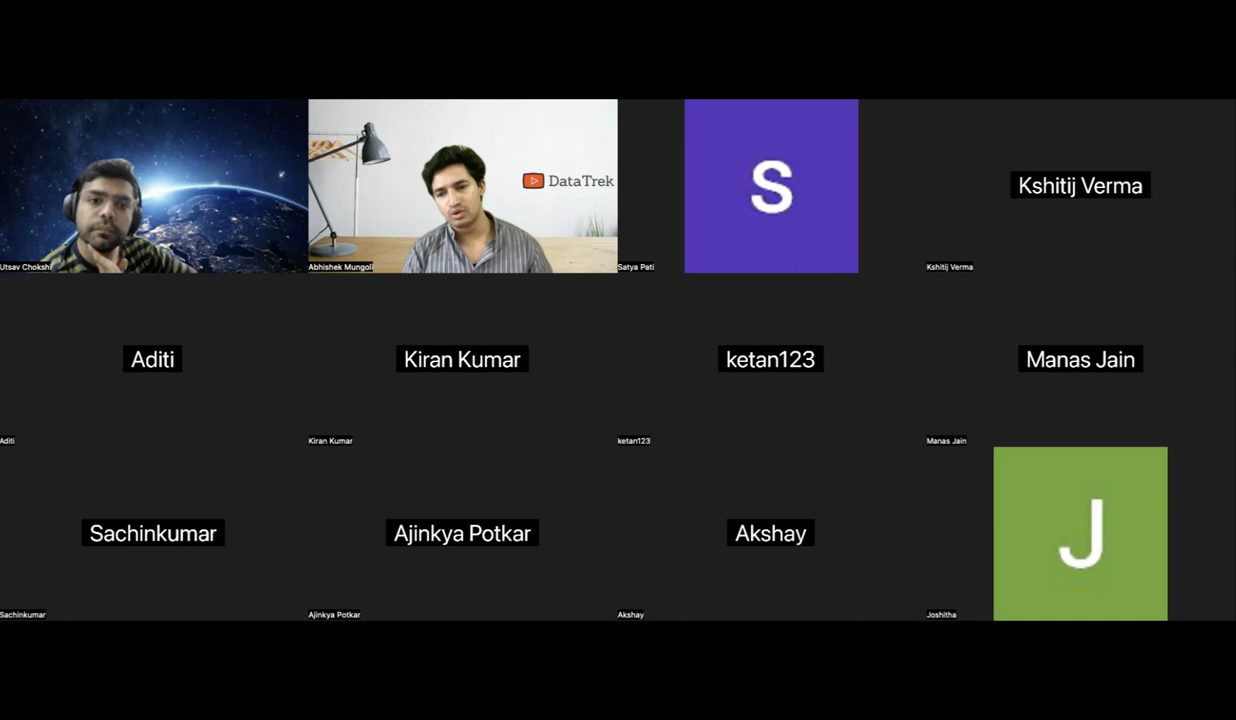 DataTrek
S
Kshitij Verma
Utsav Chokshi
Abhishek Mungoli
Satya Pati
Kshitij Verma
Aditi
Kiran Kumar
ketan123
Manas Jain
Aditi
Kiran Kumar
ketan123
Manas Jain
Sachinkumar
Ajinkya Potkar
Akshay
J
Sachinkumar
Ajinkya Potkar
Akshay
Joshitha